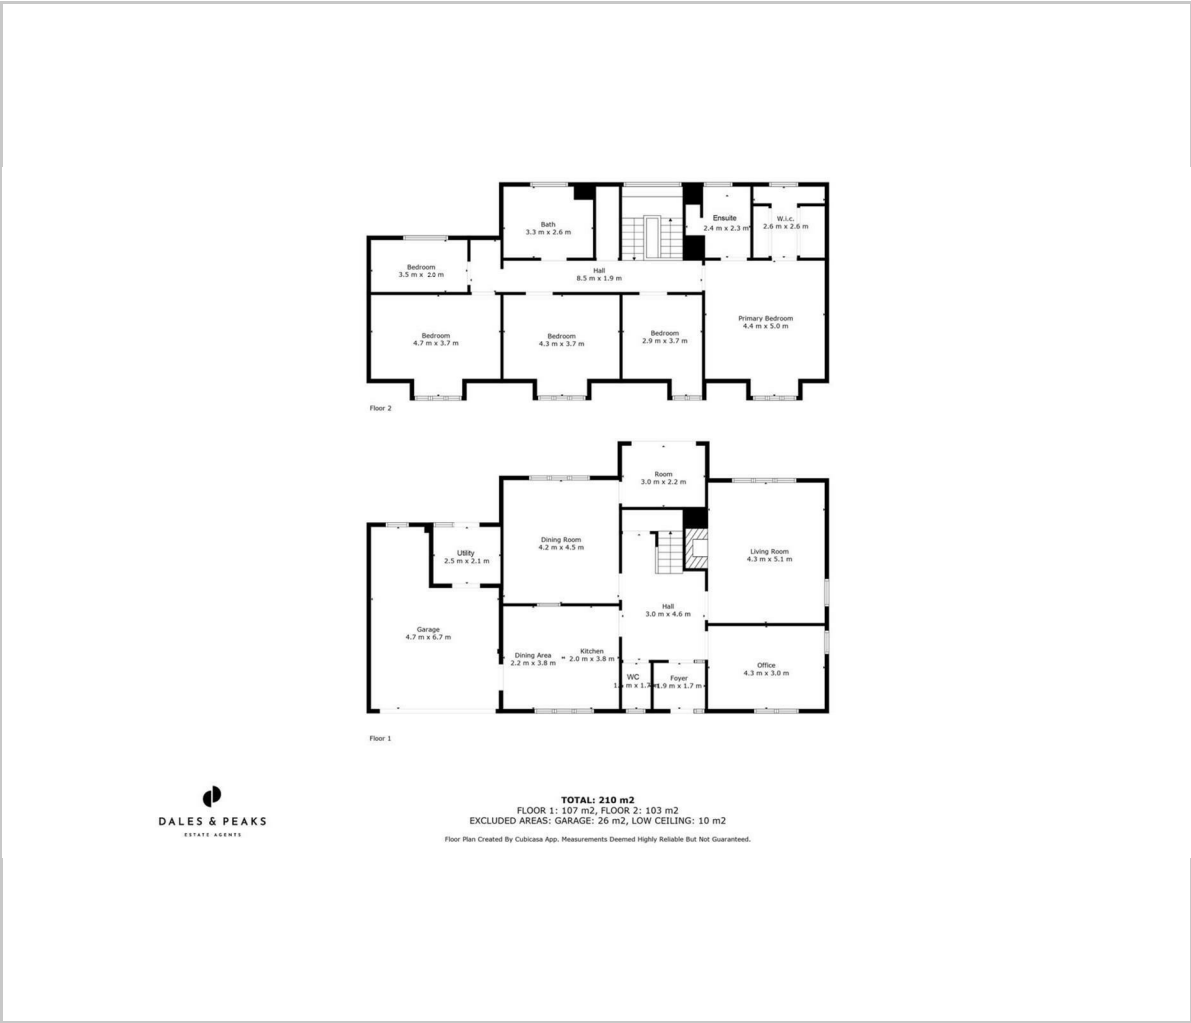 Bath
3.3 m x 2.6 m
Ensuite
2.4 m x 2.3 m
W.i.c.
2.6 m x 2.6 m
Bedroom
3.5 m x 2.0 m
Hall
8.5 m x 1.9 m
Bedroom
4.7 m x 3.7 m
Bedroom
4.3 m x 3.7 m
Bedroom
2.9 m x 3.7 m
Primary Bedroom
4.4 m x 5.0 m
Floor 2
Room
3.0 m x 2.2 m
Dining Room
4.2 m x 4.5 m
Utility
2.5 m x 2.1 m
Living Room
4.3 m x 5.1 m
Hall
3.0 m x 4.6 m
Garage
4.7 m x 6.7 m
Dining Area
2.2 m x 3.8 m
Kitchen
2.0 m x 3.8 m
WC
m x 1.7
Foyer
1.9 m x 1.7 m
Office
4.3 m x 3.0 m
Floor 1
DALES & PEAKS
ESTATE AGENTS
TOTAL: 210 m2
FLOOR 1: 107 m2, FLOOR 2: 103 m2
EXCLUDED AREAS: GARAGE: 26 m2, LOW CEILING: 10 m2
Floor Plan Created By Cubicasa App. Measurements Deemed Highly Reliable But Not Guaranteed.